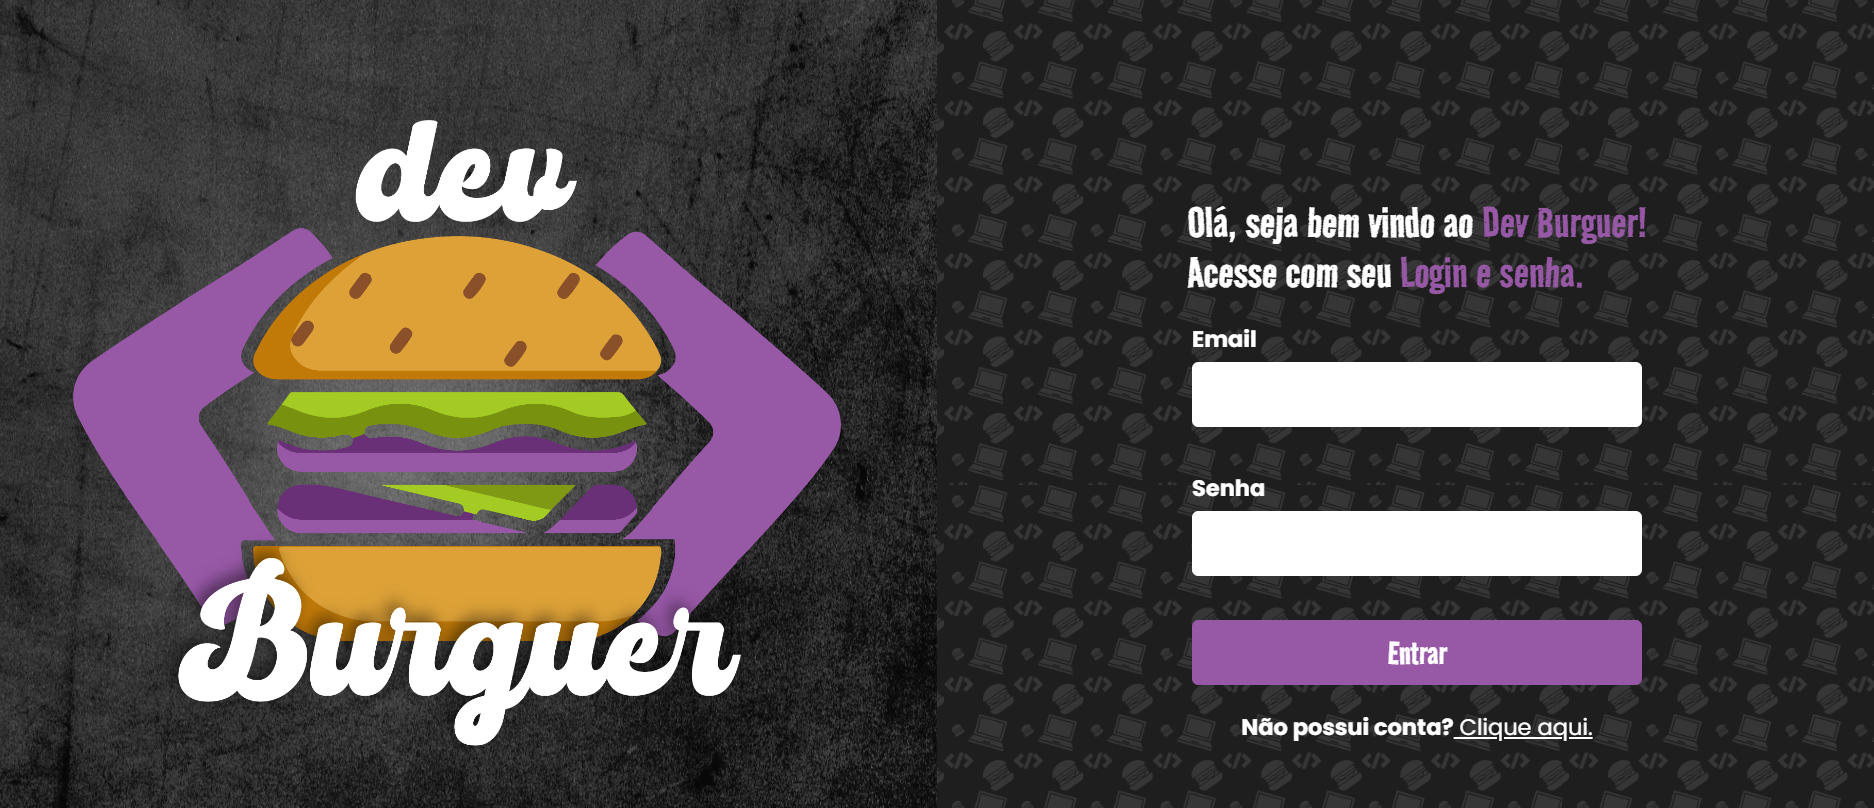 dev
Burguer
Olá, seja bem vindo ao Dev Burguer!
Acesse com seu Login e senha.
Email
Senha
Entrar
Não possui conta? Clique aqui.